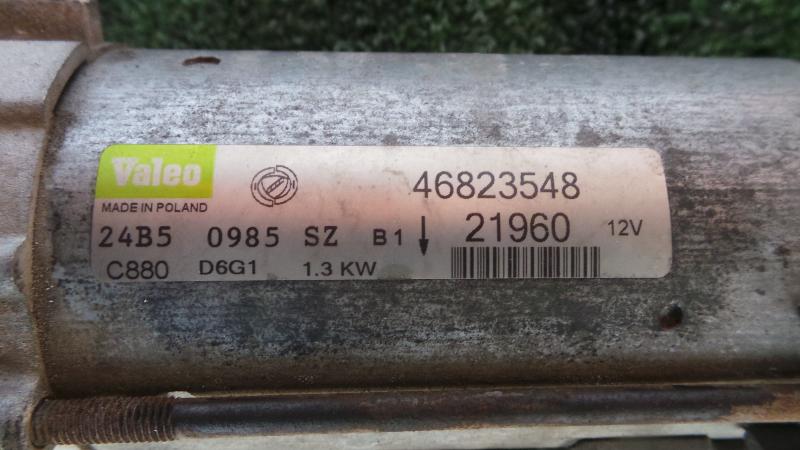 Valeo
MADE IN POLAND
46823548
24B5 0985 SZ B1 21960 12V
C880 D6G1 1.3 KW